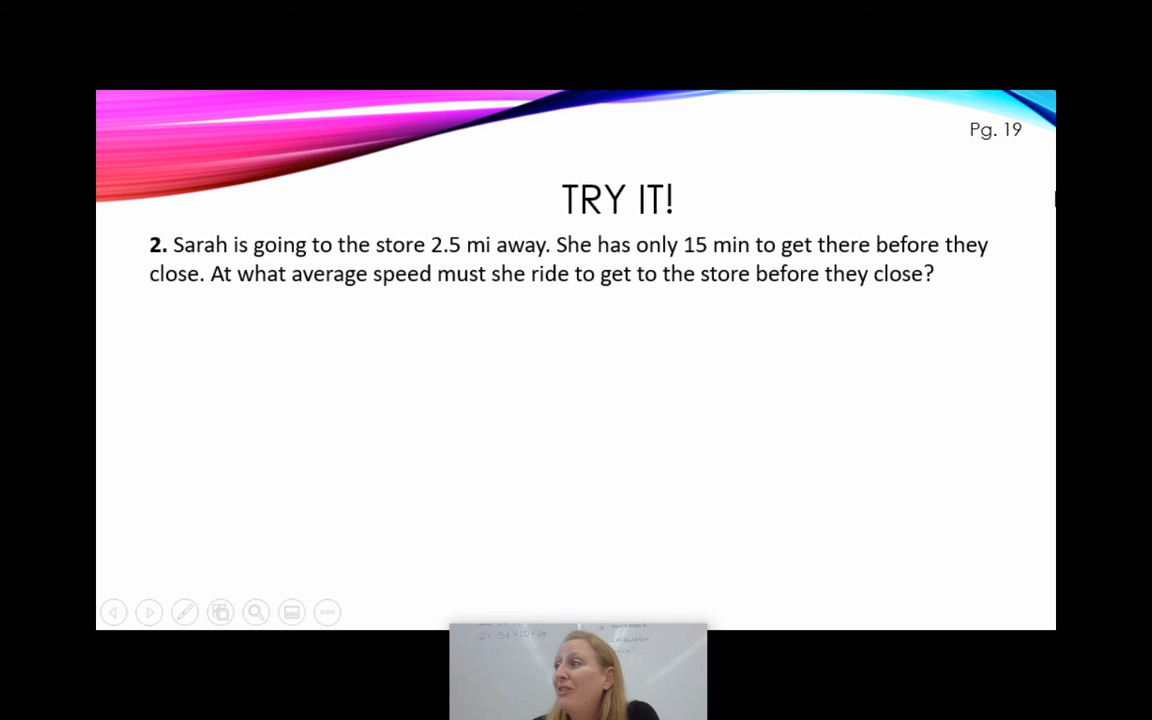 Pg. 19
TRY IT!
2. Sarah is going to the store 2.5 mi away. She has only 15 min to get there before they
close. At what average speed must she ride to get to the store before they close?